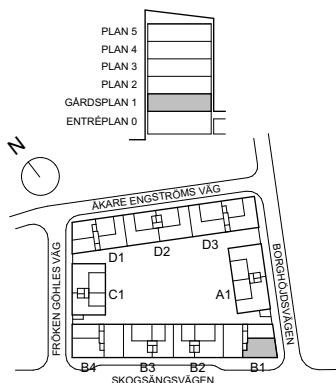 PLAN 5
PLAN 4
PLAN 3
PLAN 2
GÅRDSPLAN 1
ENTRÉPLAN 0
N
ÅKARE ENGSTRÖMS VÄG
FRÖKEN GÖHLES VÄG
BORGHÖJDSVÄGEN
D1
D2
D3
C1
A1
B4
B3
B2
B1
SKOGSÄNGSVÄGEN